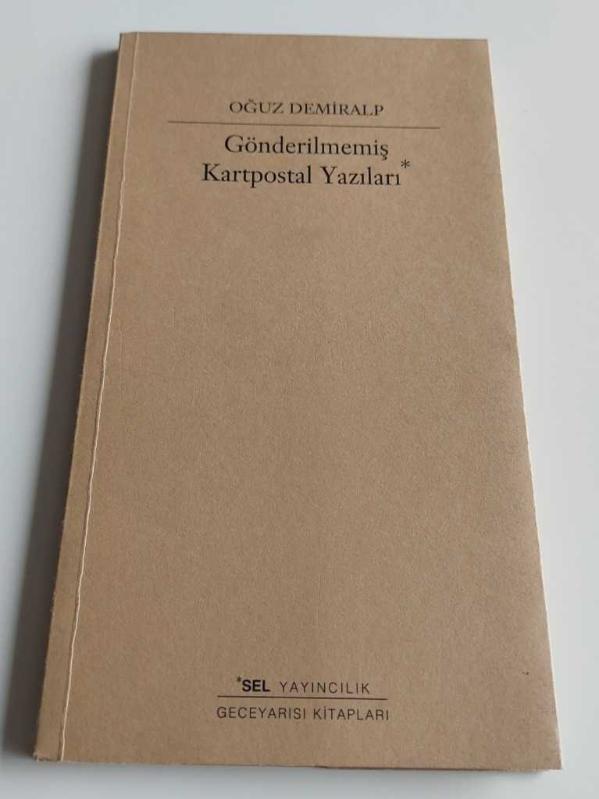 OĞUZ DEMİRALP
Gönderilmemiş
Kartpostal Yazıları*
*SEL YAYINCILIK
GECEYARISI KİTAPLARI